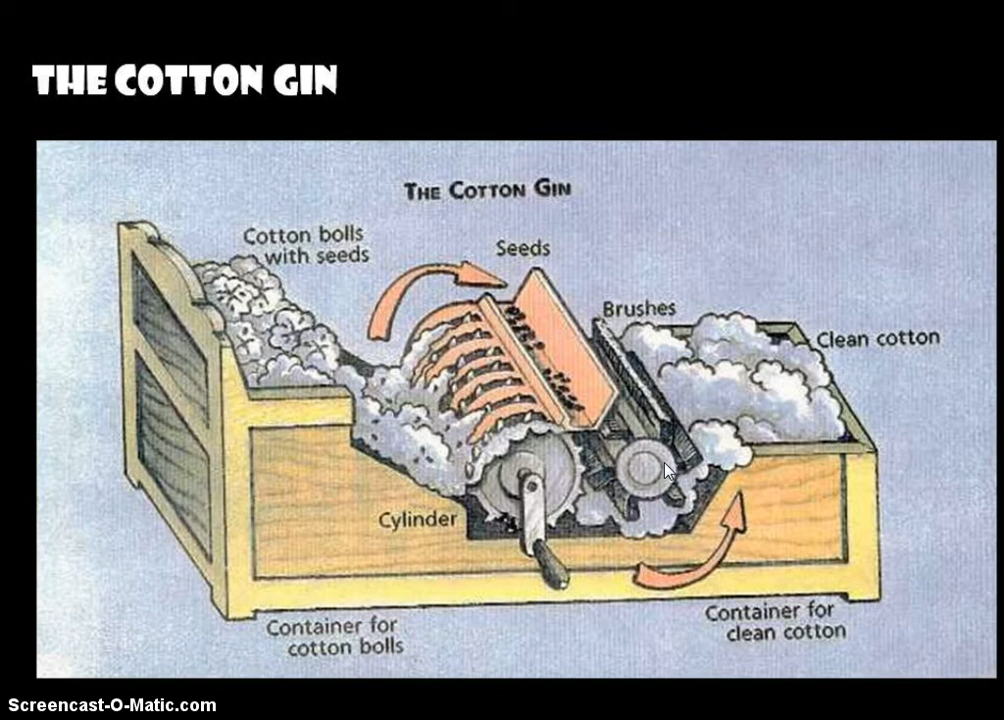 THE COTTON GIN
THE COTTON GIN
Cotton bolls
with seeds
Seeds
Brushes
Clean cotton
Cylinder
Container for
cotton bolls
Container for
clean cotton
Screencast-O-Matic.com